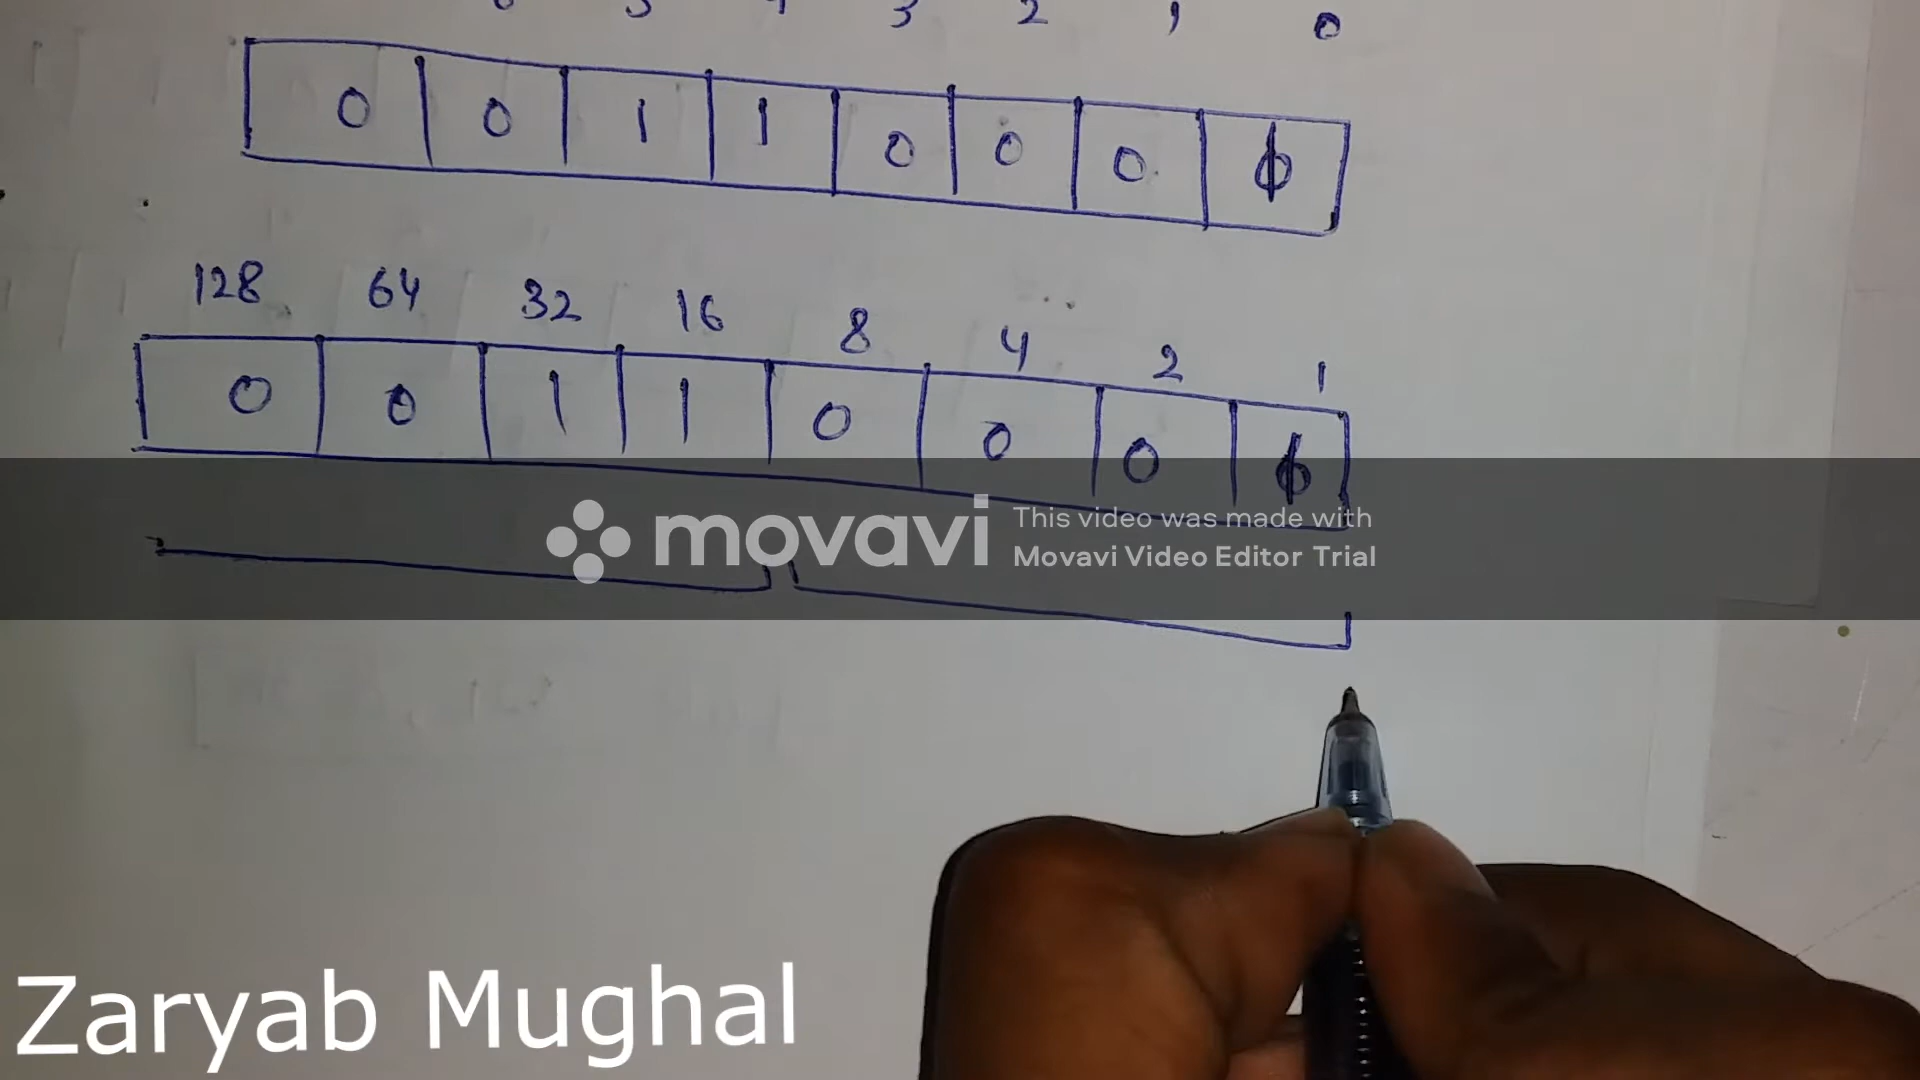 3 2 1 0
0 0 1 1 0 0 0
128 64 32 16 8 4 2 1
0 0 1 1 0 0 0
movavi
This video was made with
Movavi Video Editor Trial
Zaryab Mughal